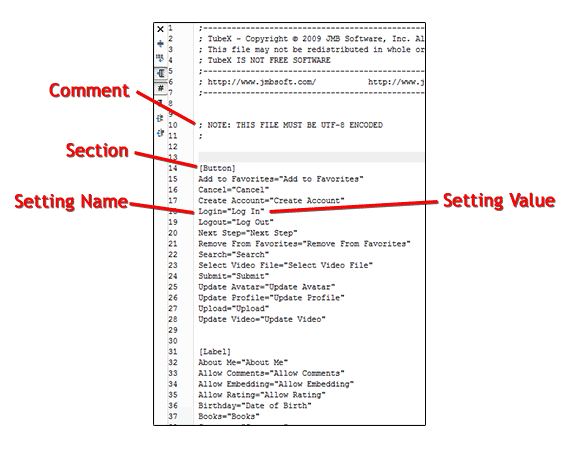 1 ;-----------------------------------------------------
2 ; TubeX - Copyright © 2009 JMB Software, Inc. Al
3 ; This file may not be redistributed in whole or
4 ; TubeX IS NOT FREE SOFTWARE
5 ;-----------------------------------------------------
6 ; http://www.jmbsoft.com/ http://www.j
7 ;-----------------------------------------------------
8
Comment
9
10 ; NOTE: THIS FILE MUST BE UTF-8 ENCODED
11 ;
12
Section
13
14 [Button]
15 Add to Favorites="Add to Favorites"
16 Cancel="Cancel"
17 Create Account="Create Account"
Setting Name
Setting Value
18 Login="Log In"
19 Logout="Log Out"
20 Next Step="Next Step"
21 Remove From Favorites="Remove From Favorites"
22 Search="Search"
23 Select Video File="Select Video File"
24 Submit="Submit"
25 Update Avatar="Update Avatar"
26 Update Profile="Update Profile"
27 Upload="Upload"
28 Update Video="Update Video"
29
30
31 [Label]
32 About Me="About Me"
33 Allow Comments="Allow Comments"
34 Allow Embedding="Allow Embedding"
35 Allow Rating="Allow Rating"
36 Birthday="Date of Birth"
37 Books="Books"